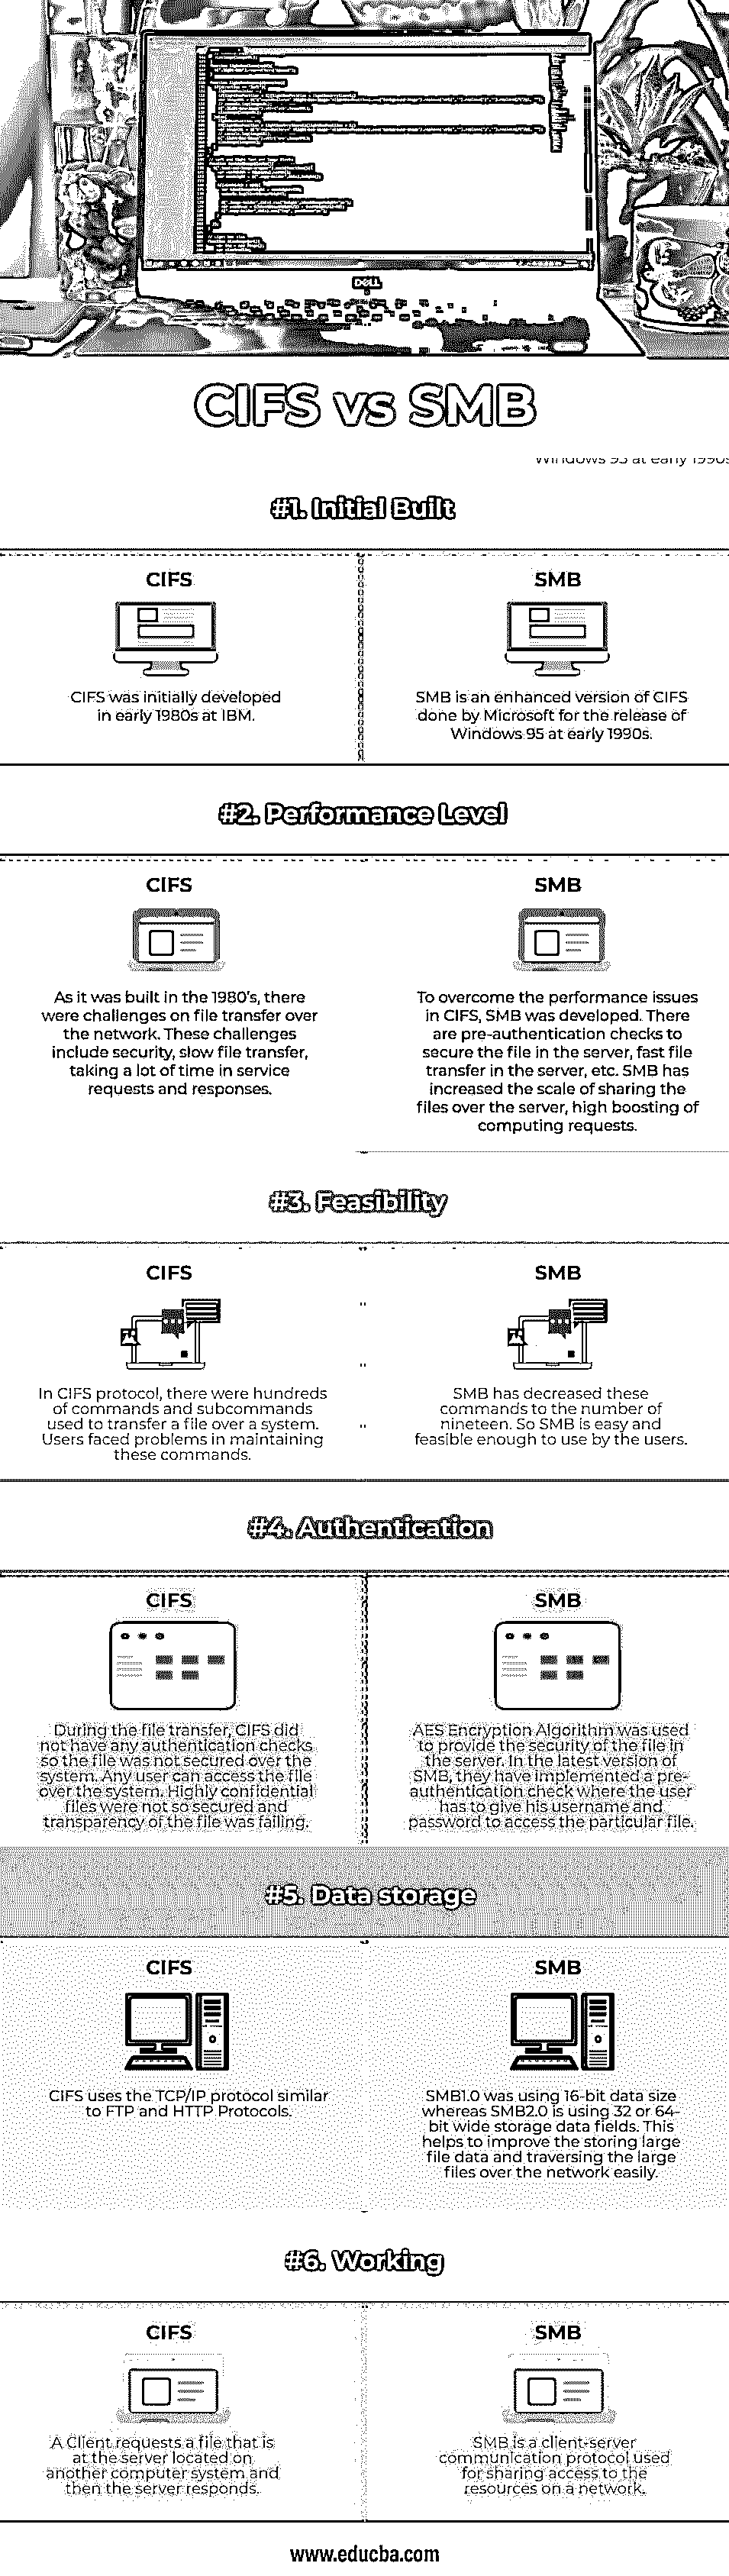 DELL
CIFS vs SMB
Windows 95 at early 1990s
#1. Initial Built
CIFS
SMB
CIFS was initially developed
in early 1980s at IBM.
SMB is an enhanced version of CIFS
done by Microsoft for the release of
Windows 95 at early 1990s.
#2. Performance Level
CIFS
SMB
As it was built in the 1980's, there
were challenges on file transfer over
the network. These challenges
include security, slow file transfer,
taking a lot of time in service
requests and responses.
To overcome the performance issues
in CIFS, SMB was developed. There
are pre-authentication checks to
secure the file in the server, fast file
transfer in the server, etc. SMB has
increased the scale of sharing the
files over the server, high boosting of
computing requests.
#3. Feasibility
CIFS
SMB
In CIFS protocol, there were hundreds
of commands and subcommands
used to transfer a file over a system.
Users faced problems in maintaining
these commands.
SMB has decreased these
commands to the number of
nineteen. So SMB is easy and
feasible enough to use by the users.
#4. Authentication
CIFS
SMB
During the file transfer, CIFS did
not have any authentication checks
so the file was not secured over the
system. Any user can access the file
over the system. Highly confidential
files were not so secured and
transparency of the file was failing.
AES Encryption Algorithm was used
to provide the security of the file in
the server. In the latest version of
SMB, they have implemented a pre-
authentication check where the user
has to give his username and
password to access the particular file.
#5. Data storage
CIFS
SMB
CIFS uses the TCP/IP protocol similar
to FTP and HTTP Protocols.
SMB1.0 was using 16-bit data size
whereas SMB2.0 is using 32 or 64-
bit wide storage data fields. This
helps to improve the storing large
file data and traversing the large
files over the network easily.
#6. Working
CIFS
SMB
A Client requests a file that is
at the server located on
another computer system and
then the server responds.
SMB is a client-server
communication protocol used
for sharing access to the
resources on a network.
www.educba.com